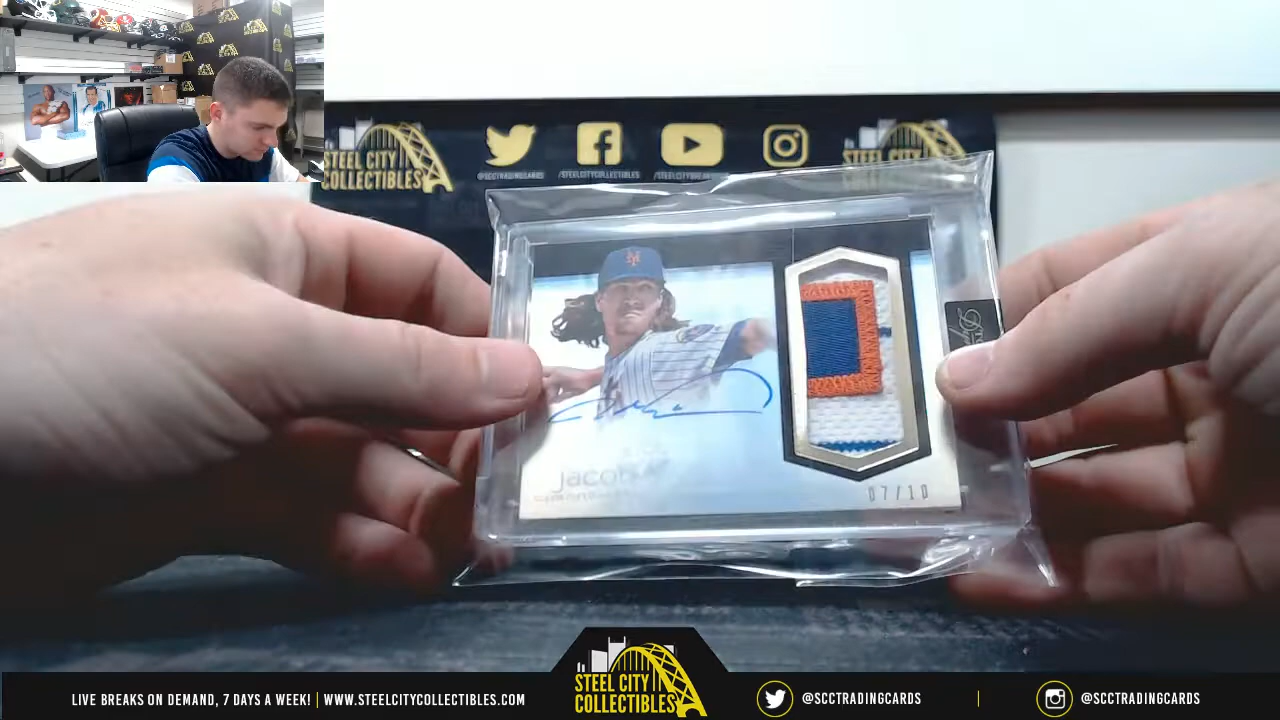 STEEL CITY
COLLECTIBLES
@SCCTRADINGCARDS
/STEELCITYCOLLECTIBLES
STEEL CITY
COLLECTIBLES
jacob
07/10
LIVE BREAKS ON DEMAND, 7 DAYS A WEEK! | WWW.STEELCITYCOLLECTIBLES.COM
STEEL CITY
COLLECTIBLES
@SCCTRADINGCARDS
@SCCTRADINGCARDS